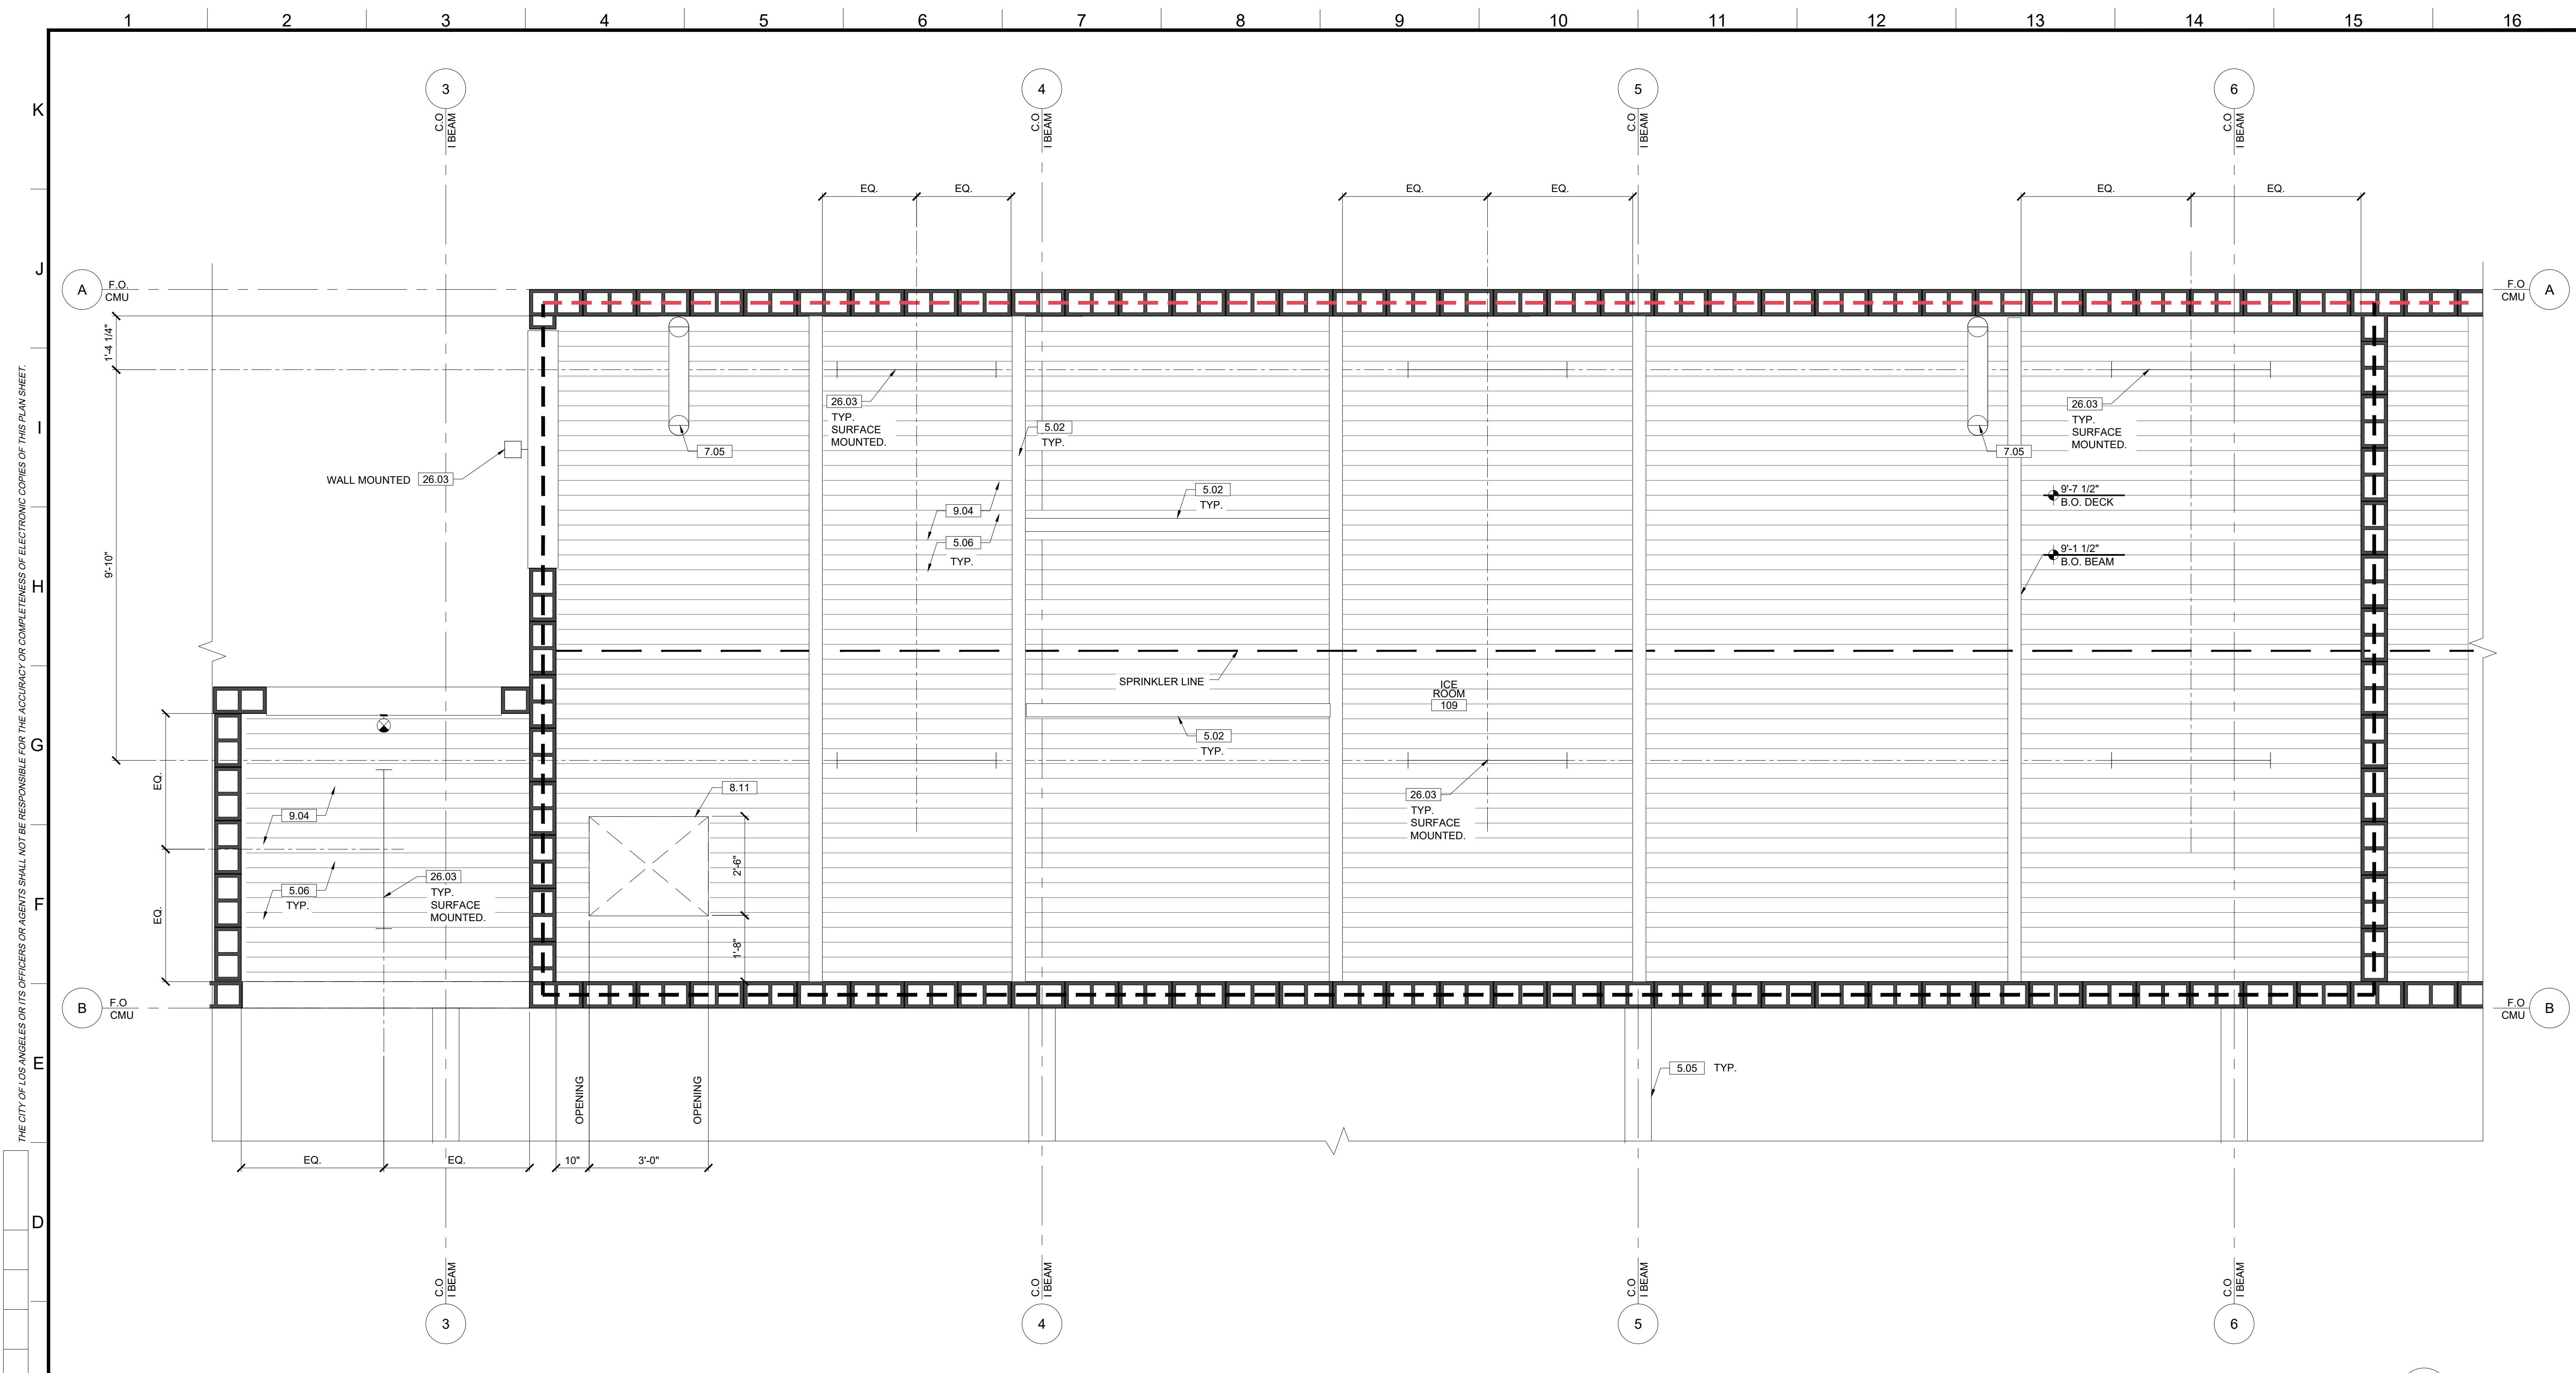 1 2 3 4 5 6 7 8 9 10 11 12 13 14 15 16
K
3 4 5 6
C.O
I BEAM
C.O
I BEAM
C.O
I BEAM
C.O
I BEAM
EQ. EQ. EQ. EQ. EQ. EQ.
J
A F.O.
CMU
F.O
CMU A
1'-4 1/4"
THE CITY OF LOS ANGELES OR ITS OFFICERS OR AGENTS SHALL NOT BE RESPONSIBLE FOR THE ACCURACY OR COMPLETENESS OF ELECTRONIC COPIES OF THIS PLAN SHEET.
I
26.03
TYP.
SURFACE
MOUNTED.
5.02
TYP.
7.05
26.03
TYP.
SURFACE
MOUNTED.
7.05
WALL MOUNTED 26.03
5.02
TYP.
9'-7 1/2"
B.O. DECK
9.04
5.06
TYP.
9'-1 1/2"
B.O. BEAM
9'-10"
H
SPRINKLER LINE
ICE
ROOM
109
G
5.02
TYP.
EQ.
8.11
26.03
TYP.
SURFACE
MOUNTED.
9.04
2'-6"
F
5.06
TYP.
26.03
TYP.
SURFACE
MOUNTED.
EQ.
1'-8"
B F.O
CMU
F.O
CMU B
E
5.05 TYP.
OPENING
OPENING
EQ. EQ. 10" 3'-0"
D
C.O
I BEAM
C.O
I BEAM
C.O
I BEAM
C.O
I BEAM
3 4 5 6